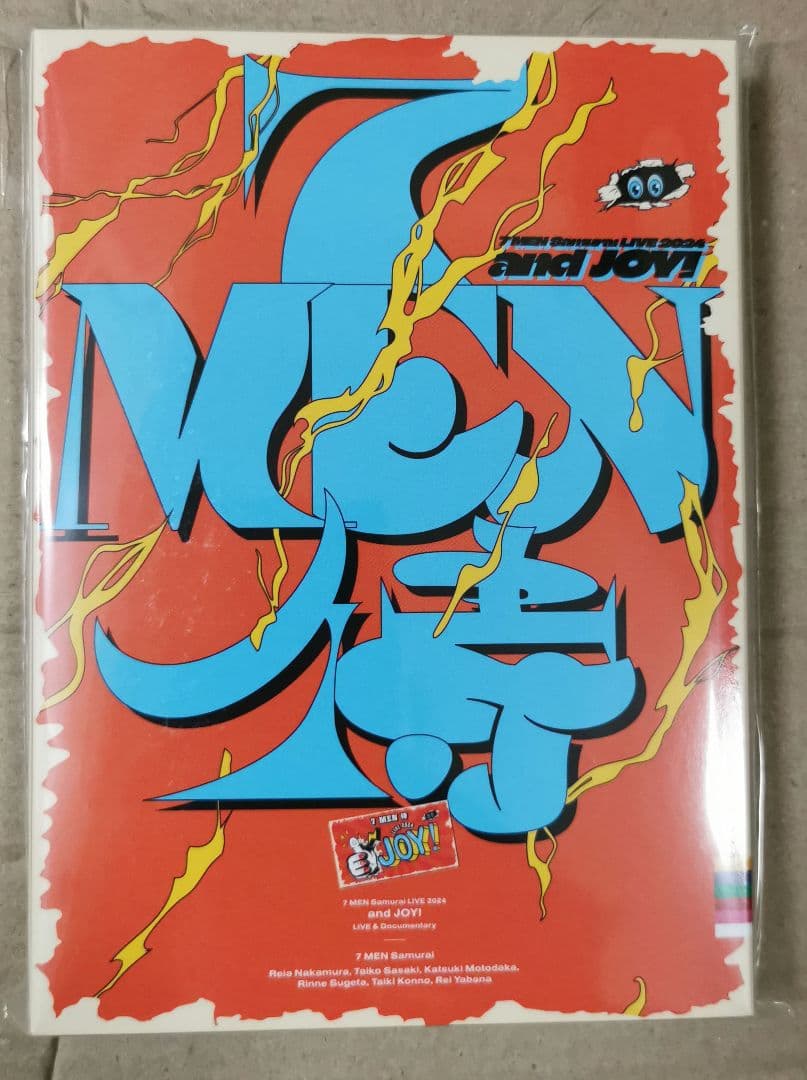 7
MEN
侍
7 MEN Samurai LIVE 2024
and JOY!
7 MEN 侍
LIVE 2024
JOY!
7 MEN Samurai LIVE 2024
and JOY!
LIVE & Documentary
7 MEN Samurai
Reia Nakamura, Taiko Sasaki, Katsuki Motodaka,
Rinne Sugeta, Taiki Konno, Rei Yabana